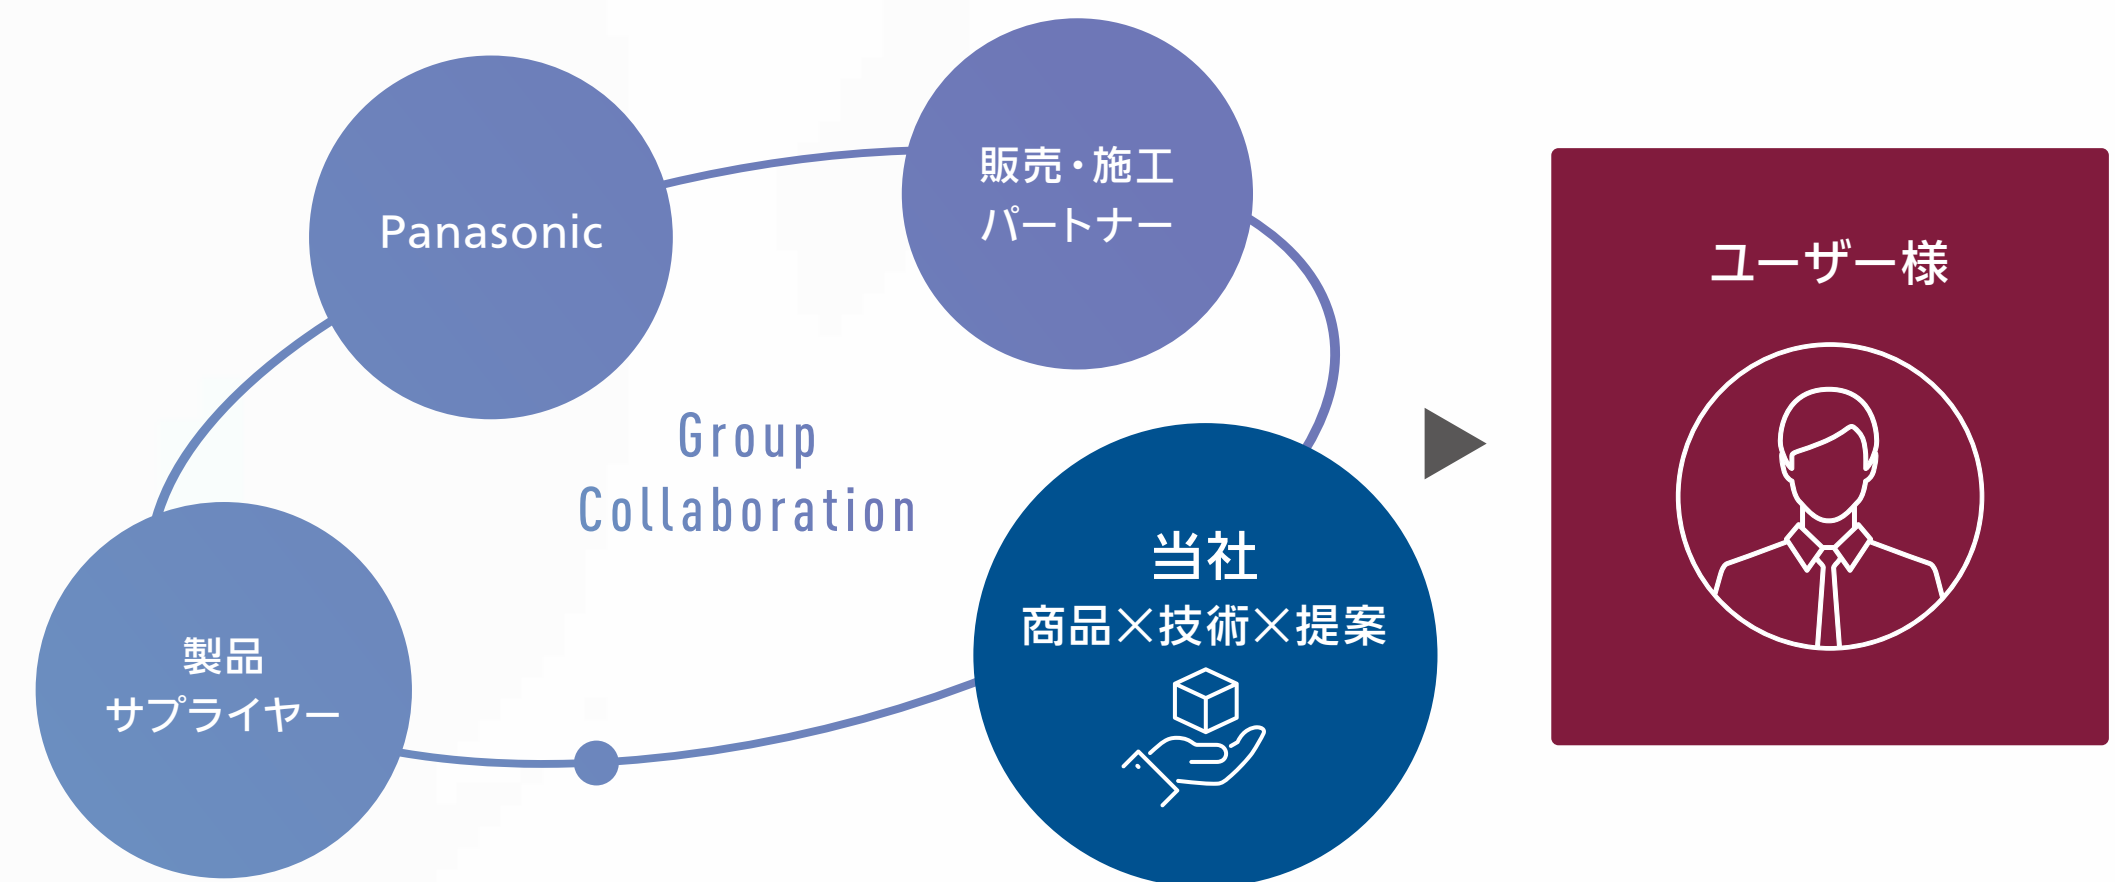 Panasonic
販売・施工
パートナー
Group
Collaboration
製品
サプライヤー
当社
商品×技術×提案
ユーザー様